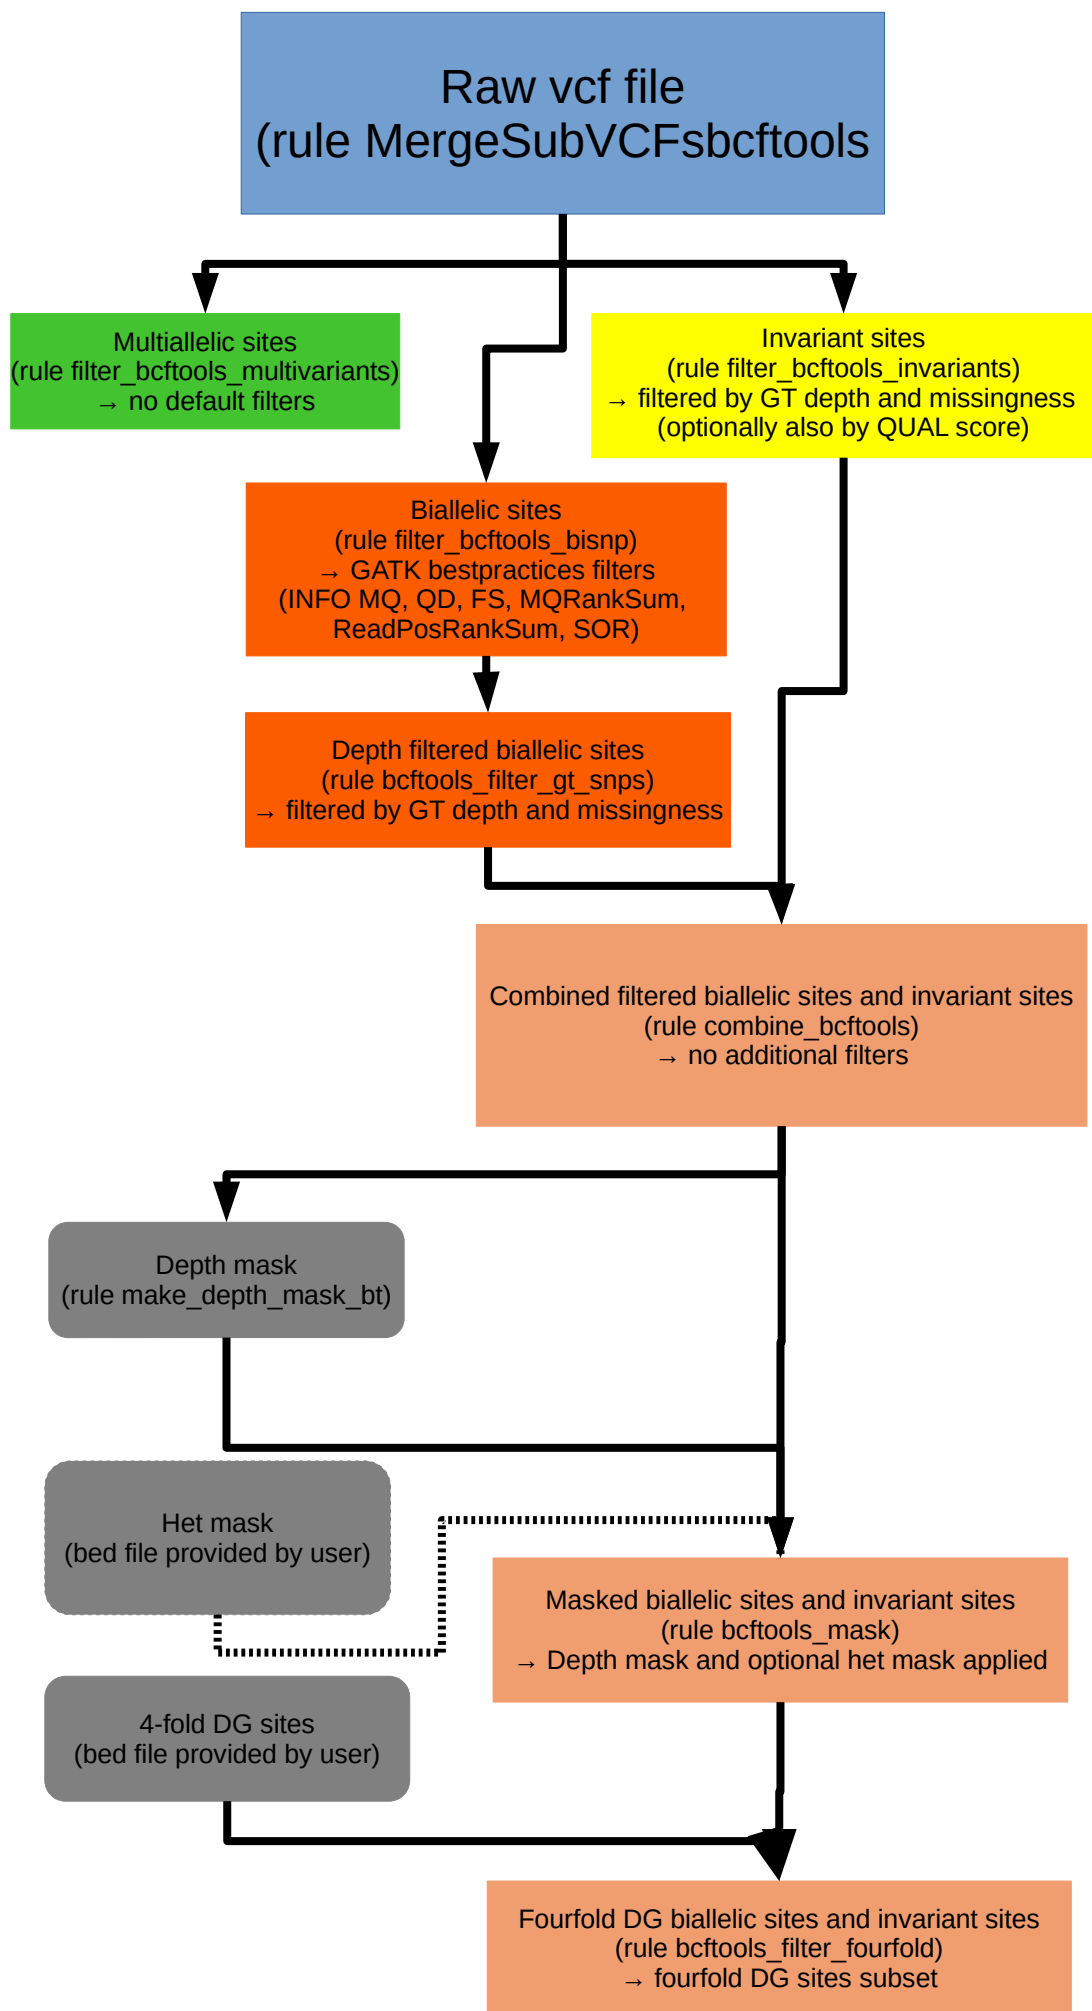 Raw vcf file
(rule MergeSubVCFsbcftools
Multiallelic sites
(rule filter_bcftools_multivariants)
→ no default filters
Invariant sites
(rule filter_bcftools_invariants)
→ filtered by GT depth and missingness
(optionally also by QUAL score)
Biallelic sites
(rule filter_bcftools_bisnp)
→ GATK bestpractices filters
(INFO MQ, QD, FS, MQRankSum,
ReadPosRankSum, SOR)
Depth filtered biallelic sites
(rule bcftools_filter_gt_snps)
→ filtered by GT depth and missingness
Combined filtered biallelic sites and invariant sites
(rule combine_bcftools)
→ no additional filters
Depth mask
(rule make_depth_mask_bt)
Het mask
(bed file provided by user)
Masked biallelic sites and invariant sites
(rule bcftools_mask)
→ Depth mask and optional het mask applied
4-fold DG sites
(bed file provided by user)
Fourfold DG biallelic sites and invariant sites
(rule bcftools_filter_fourfold)
→ fourfold DG sites subset